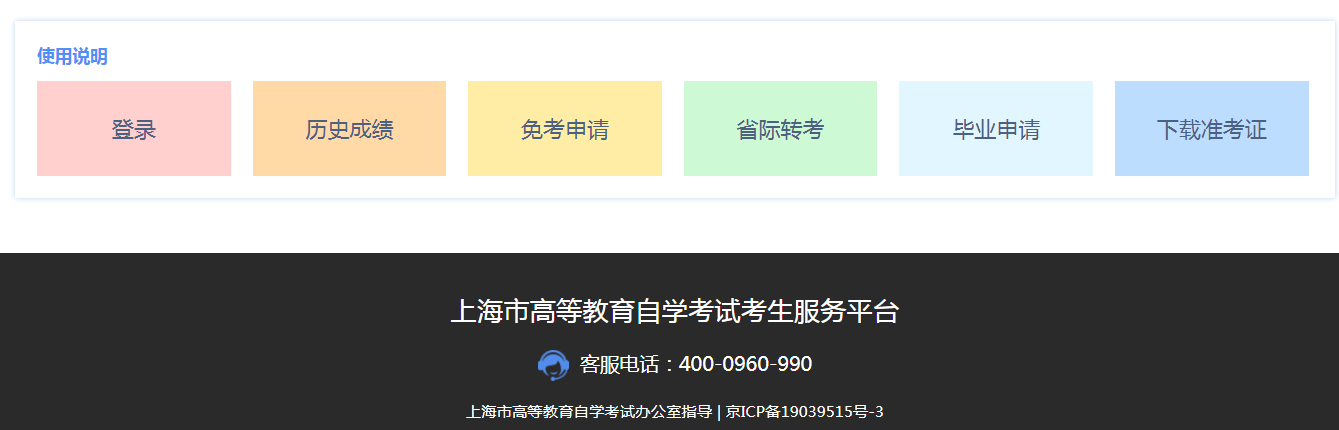 使用说明
登录 历史成绩 免考申请 省际转考 毕业申请 下载准考证
上海市高等教育自学考试考生服务平台
客服电话：400-0960-990
上海市高等教育自学考试办公室指导 | 京ICP备19039515号-3